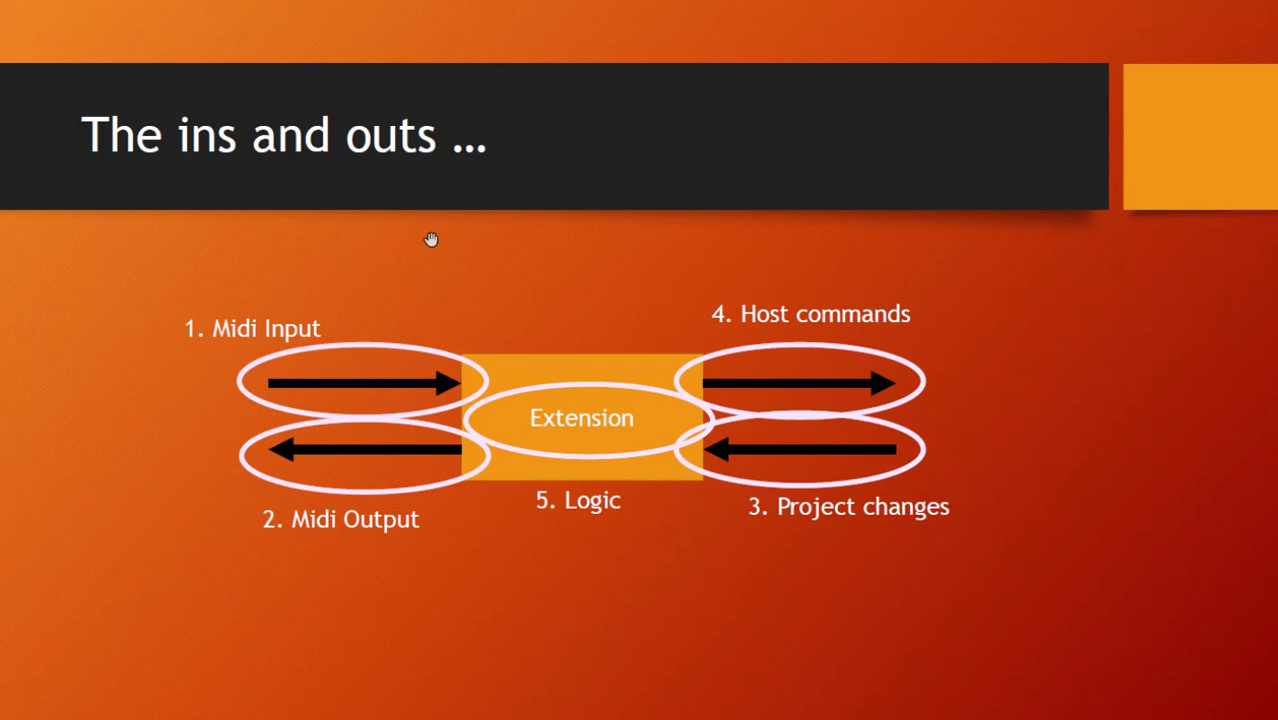 The ins and outs ...
1. Midi Input
4. Host commands
Extension
2. Midi Output
5. Logic
3. Project changes